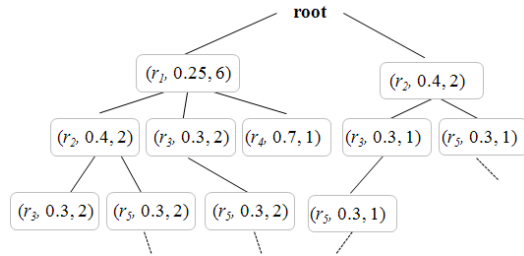 root
(r1, 0.25, 6)
(r2, 0.4, 2)
(r2, 0.4, 2)
(r3, 0.3, 2)
(r4, 0.7, 1)
(r3, 0.3, 1)
(r5, 0.3, 1)
(r3, 0.3, 2)
(r5, 0.3, 2)
(r5, 0.3, 2)
(r5, 0.3, 1)